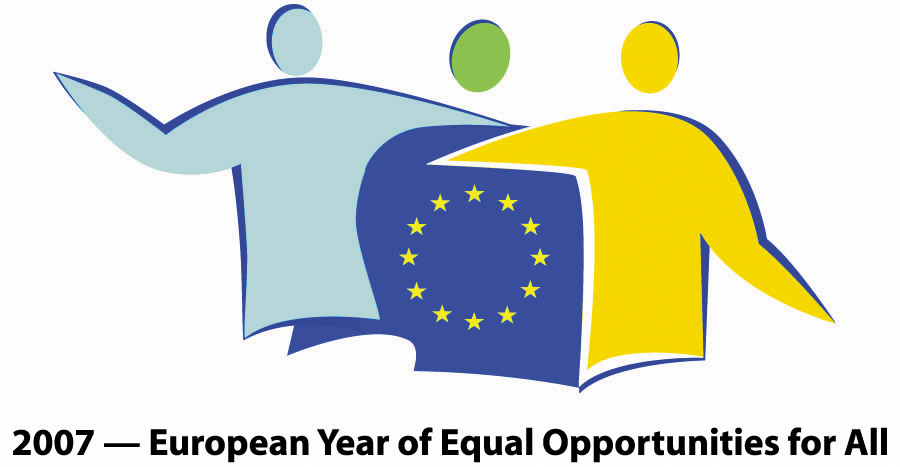 2007 — European Year of Equal Opportunities for All